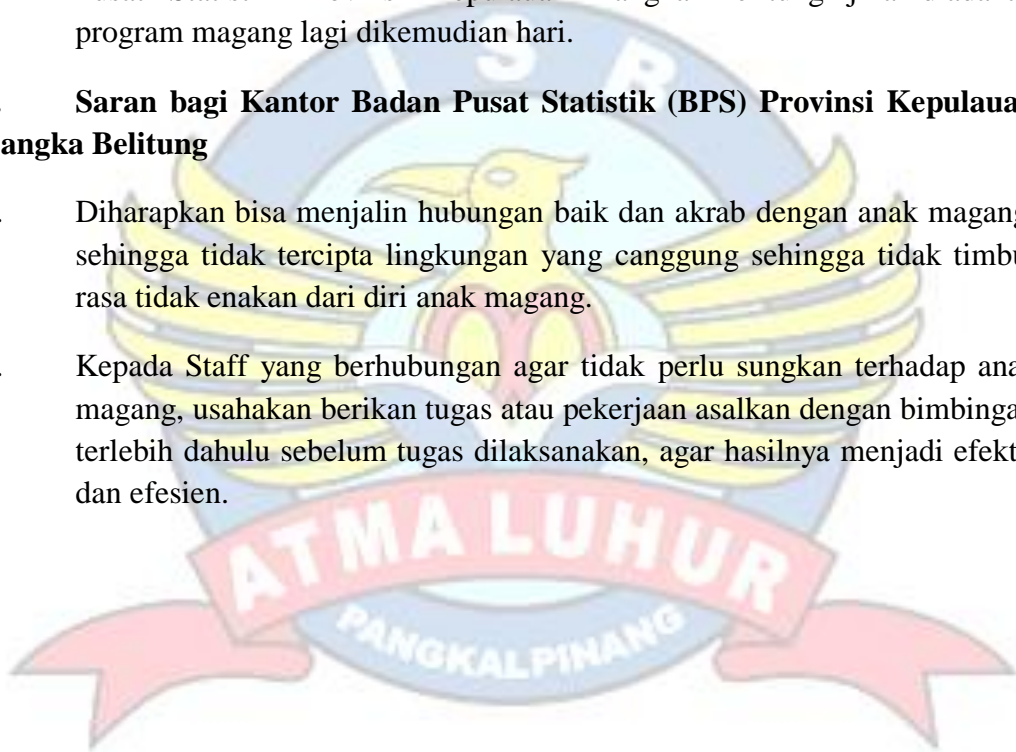 program magang lagi dikemudian hari.
. Saran bagi Kantor Badan Pusat Statistik (BPS) Provinsi Kepulaua
angka Belitung
. Diharapkan bisa menjalin hubungan baik dan akrab dengan anak magang
sehingga tidak tercipta lingkungan yang canggung sehingga tidak timbu
rasa tidak enakan dari diri anak magang.
. Kepada Staff yang berhubungan agar tidak perlu sungkan terhadap ana
magang, usahakan berikan tugas atau pekerjaan asalkan dengan bimbinga
terlebih dahulu sebelum tugas dilaksanakan, agar hasilnya menjadi efekt
dan efesien.
I S B
ATMA LUHUR
PANGKALPINANG